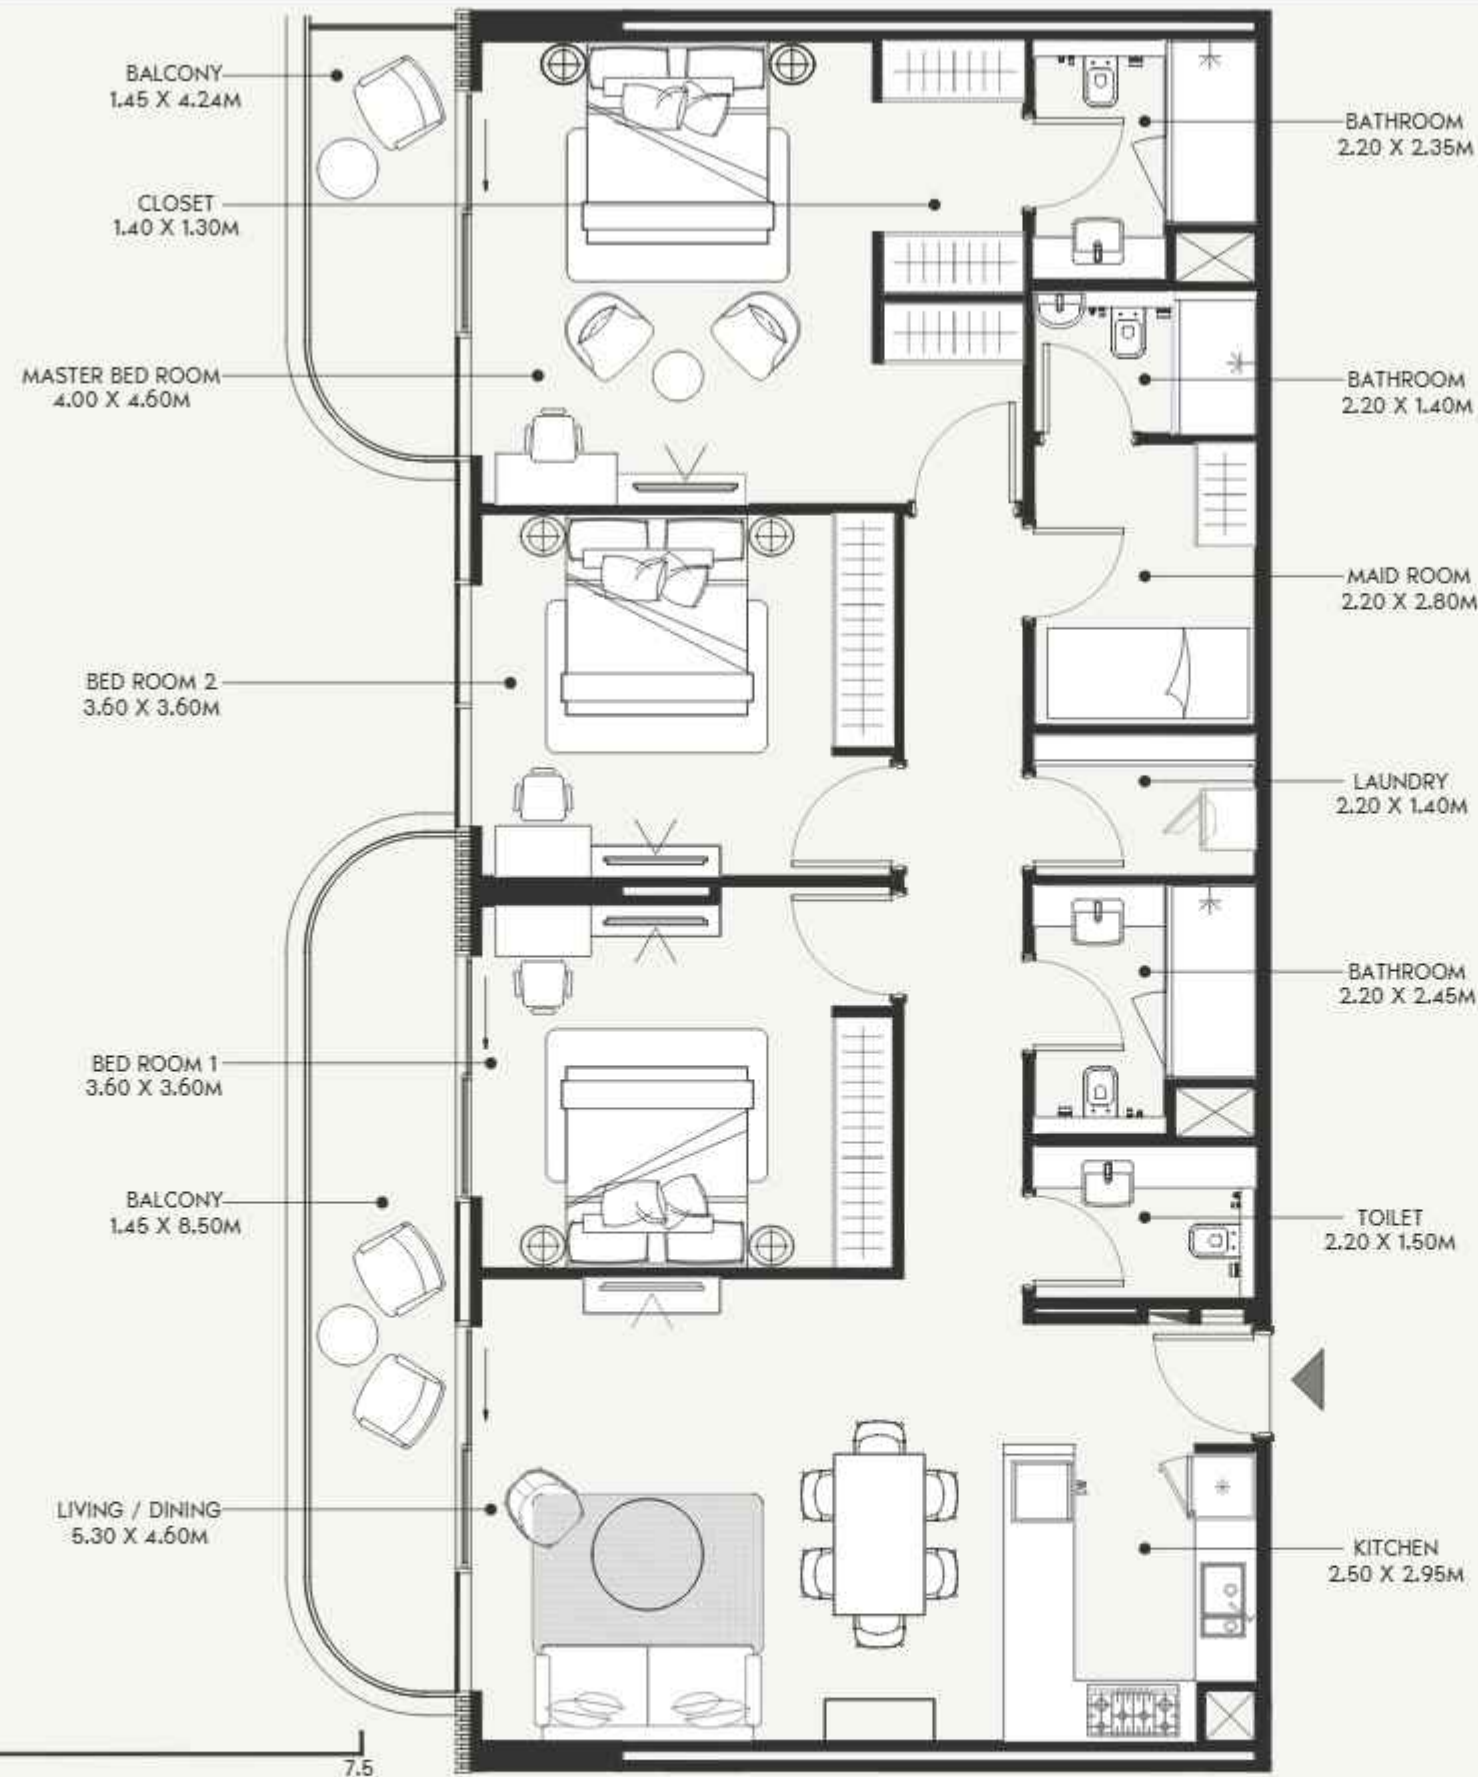 BALCONY
1.45 X 4.24M
CLOSET
1.40 X 1.30M
MASTER BED ROOM
4.00 X 4.60M
BED ROOM 2
3.60 X 3.60M
BED ROOM 1
3.60 X 3.60M
BALCONY
1.45 X 8.50M
LIVING / DINING
5.30 X 4.60M
7.5
BATHROOM
2.20 X 2.35M
BATHROOM
2.20 X 1.40M
MAID ROOM
2.20 X 2.80M
LAUNDRY
2.20 X 1.40M
BATHROOM
2.20 X 2.45M
TOILET
2.20 X 1.50M
KITCHEN
2.50 X 2.95M